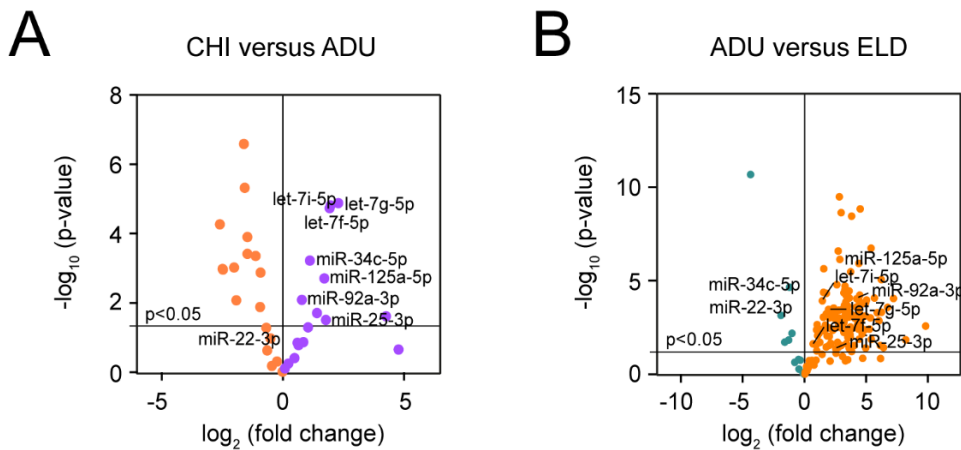 A
CHI versus ADU
8
6
4
2
0
-5
0
5
-log10 (p-value)
log2 (fold change)
p<0.05
let-7i-5p
let-7g-5p
let-7f-5p
miR-34c-5p
miR-125a-5p
miR-92a-3p
miR-25-3p
miR-22-3p
B
ADU versus ELD
15
10
5
0
-10
-5
0
5
10
-log10 (p-value)
log2 (fold change)
p<0.05
miR-125a-5p
let-7i-5p
miR-34c-5p
miR-92a-3p
miR-22-3p
let-7g-5p
let-7f-5p
miR-25-3p